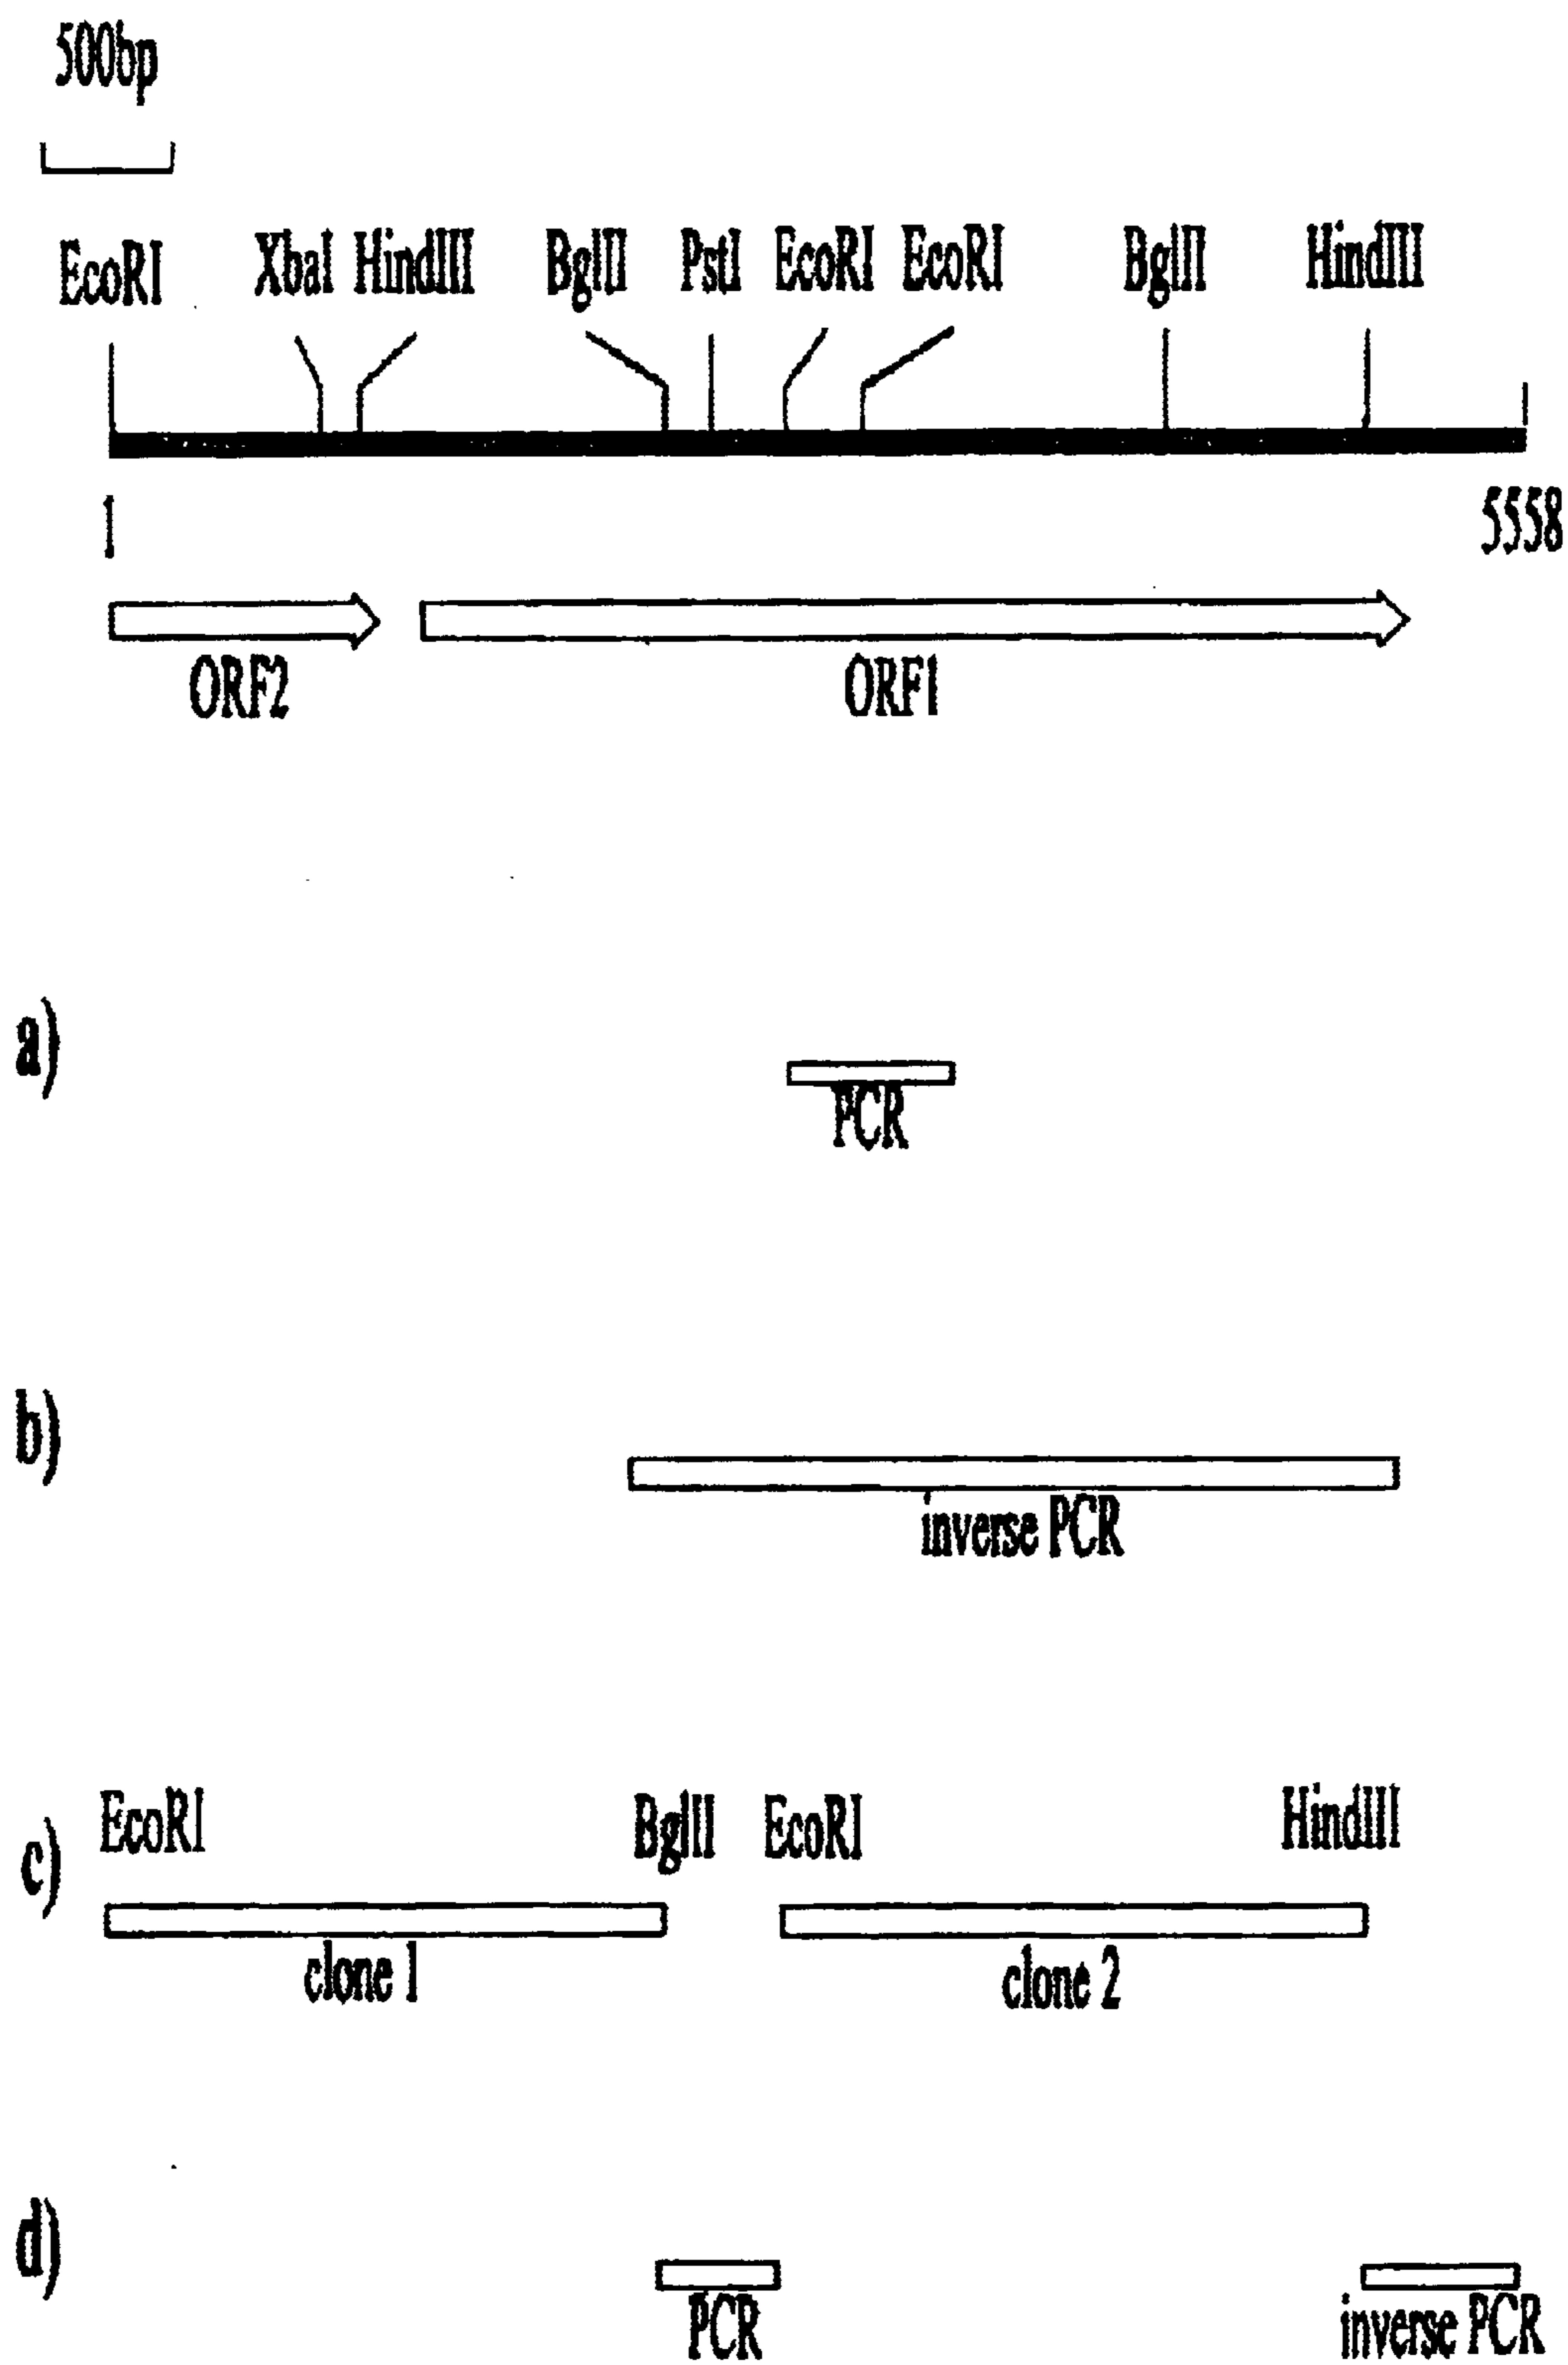 500bp
EcoRI XbaI HindIII BglII PstI EcoRI EcoRI BglII HindIII
1 5558
ORF2 ORF1
a)
PCR
b)
inverse PCR
c) EcoRI BglII EcoRI HindIII
clone 1 clone 2
d)
PCR inverse PCR